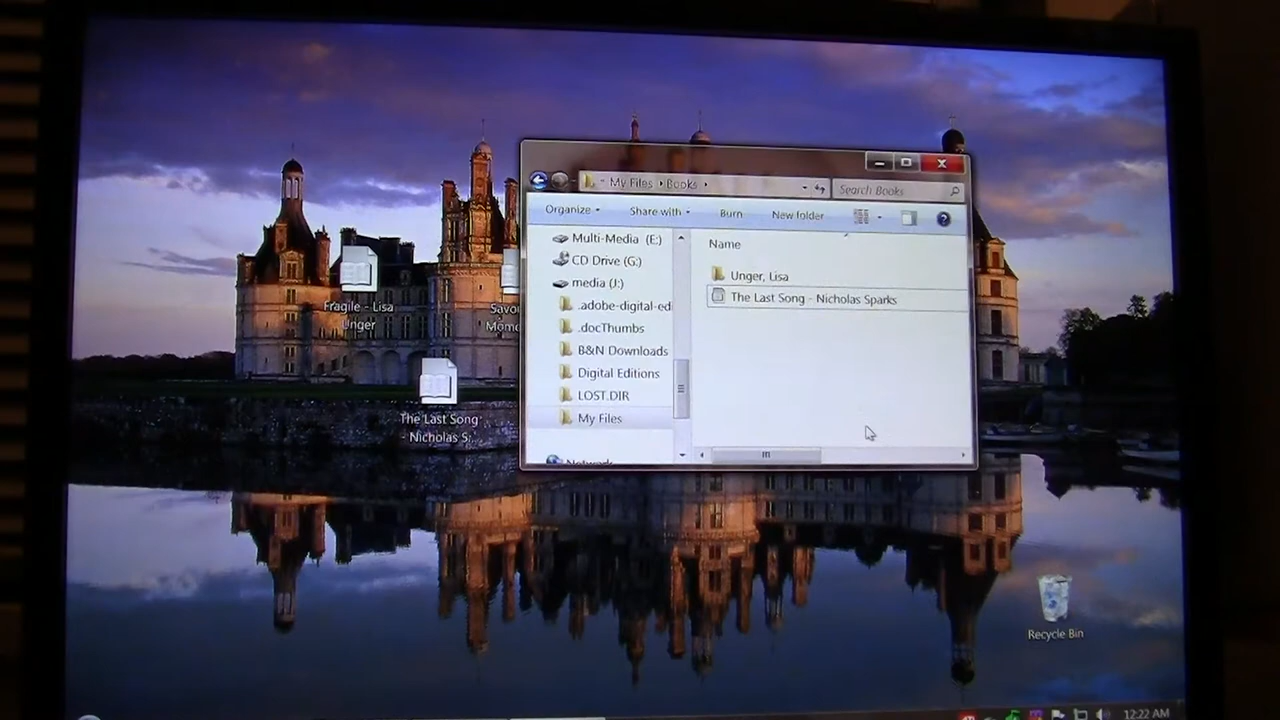 My Files
Books
Search Books
Organize
Share with
Burn
New folder
Multi-Media (E:)
CD Drive (G:)
media (J:)
.adobe-digital-ed
.docThumbs
B&N Downloads
Digital Editions
LOST.DIR
My Files
Name
Unger, Lisa
The Last Song - Nicholas Sparks
Fragile - Lisa
Unger
Savor
Mome
The Last Song
- Nicholas S...
Recycle Bin
12:22 AM